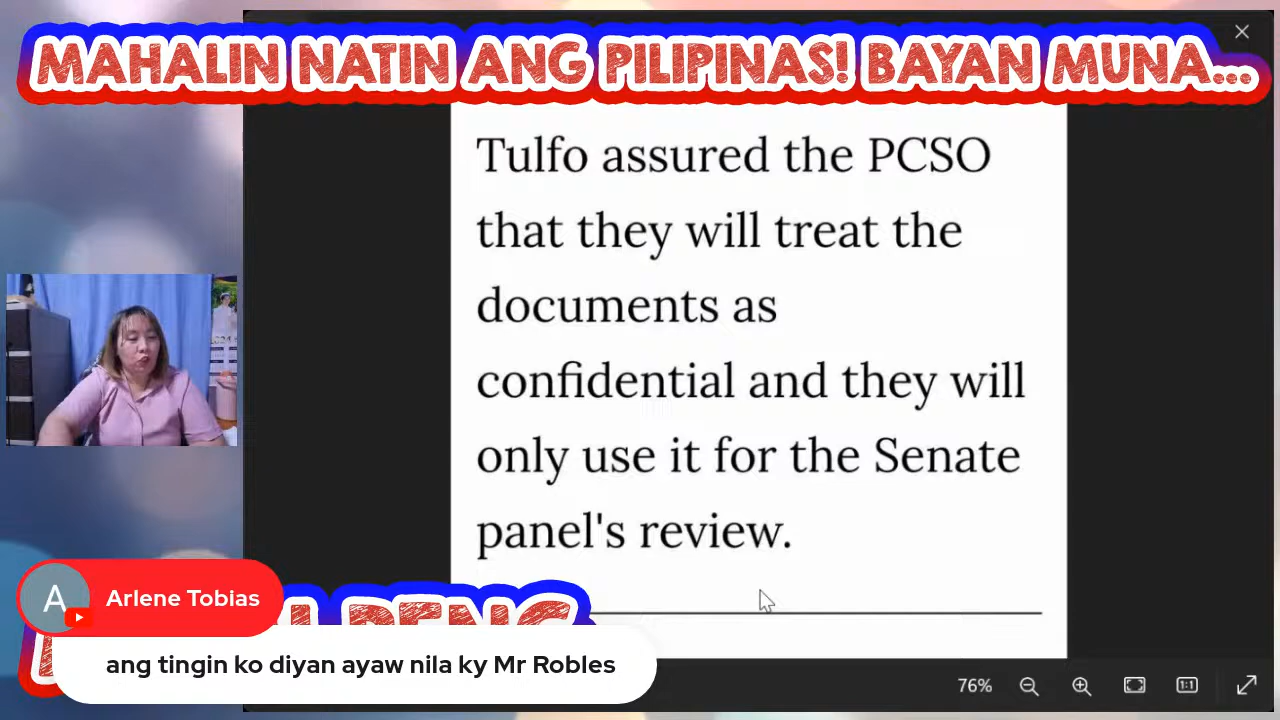 MAHALIN NATIN ANG PILIPINAS! BAYAN MUNA...
Tulfo assured the PCSO
that they will treat the
documents as
confidential and they will
only use it for the Senate
panel's review.
Arlene Tobias
A
ang tingin ko diyan ayaw nila ky Mr Robles
76%
1:1